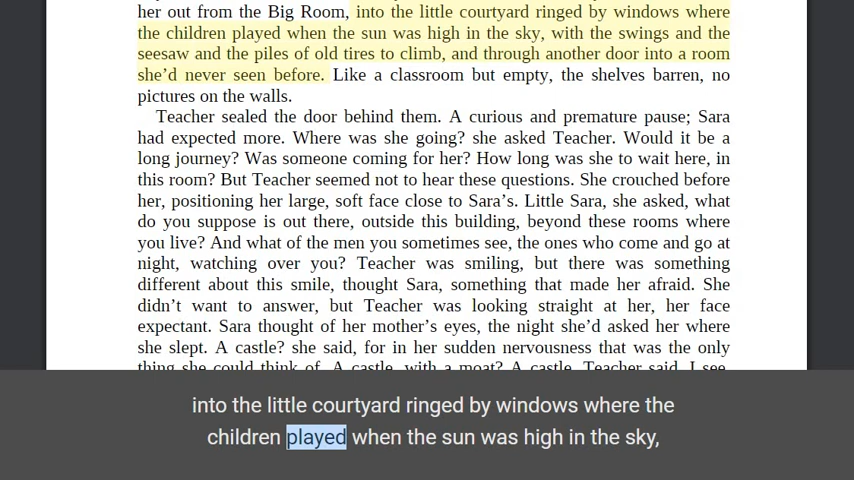 her out from the Big Room, into the little courtyard ringed by windows where
the children played when the sun was high in the sky, with the swings and the
seesaw and the piles of old tires to climb, and through another door into a room
she’d never seen before. Like a classroom but empty, the shelves barren, no
pictures on the walls.
Teacher sealed the door behind them. A curious and premature pause; Sara
had expected more. Where was she going? she asked Teacher. Would it be a
long journey? Was someone coming for her? How long was she to wait here, in
this room? But Teacher seemed not to hear these questions. She crouched before
her, positioning her large, soft face close to Sara’s. Little Sara, she asked, what
do you suppose is out there, outside this building, beyond these rooms where
you live? And what of the men you sometimes see, the ones who come and go at
night, watching over you? Teacher was smiling, but there was something
different about this smile, thought Sara, something that made her afraid. She
didn’t want to answer, but Teacher was looking straight at her, her face
expectant. Sara thought of her mother’s eyes, the night she’d asked her where
she slept. A castle? she said, for in her sudden nervousness that was the only
thing she could think of. A castle, with a moat? A castle, Teacher said. I see.
into the little courtyard ringed by windows where the
children played when the sun was high in the sky,